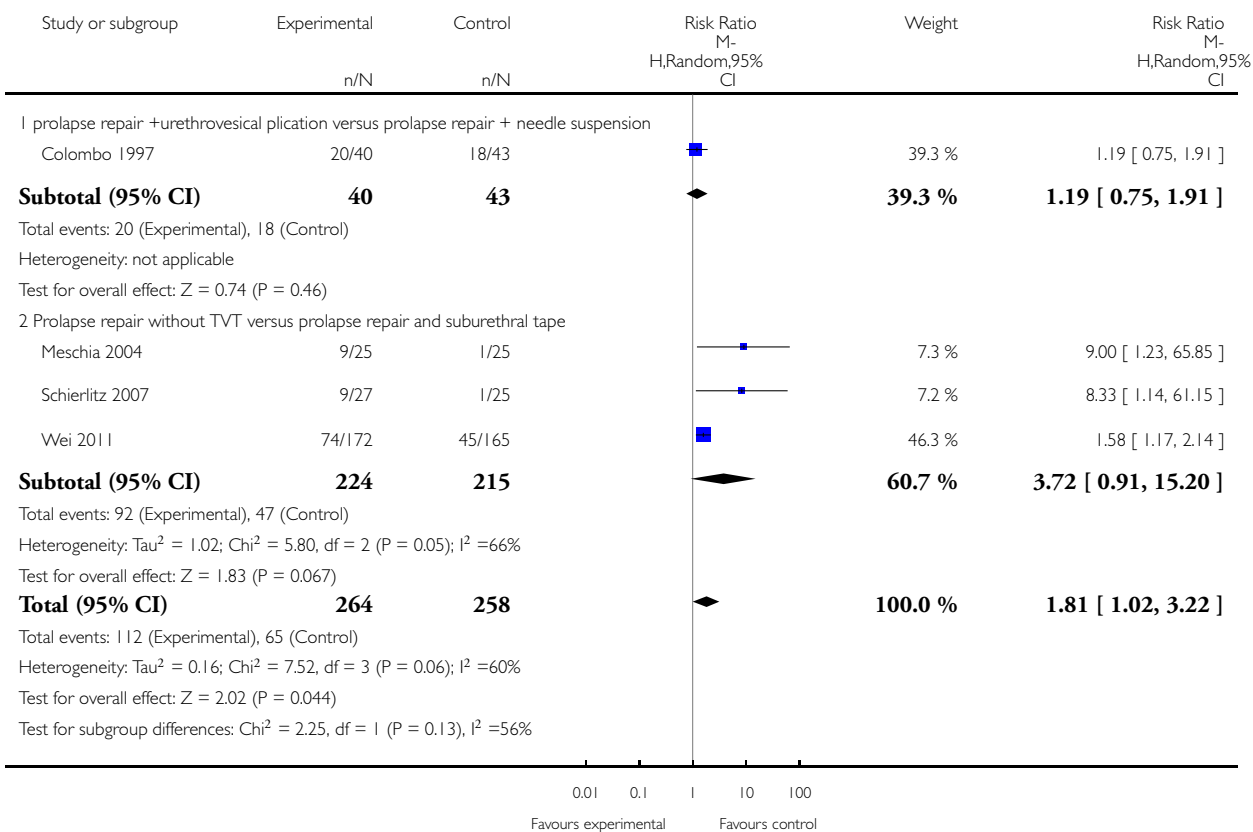 Study or subgroup Experimental Control Risk Ratio Weight Risk Ratio
M- M-
H,Random,95% H,Random,95%
n/N n/N CI CI
1 prolapse repair +urethrovesical plication versus prolapse repair + needle suspension
Colombo 1997 20/40 18/43 39.3 % 1.19 [ 0.75, 1.91 ]
Subtotal (95% CI) 40 43 39.3 % 1.19 [ 0.75, 1.91 ]
Total events: 20 (Experimental), 18 (Control)
Heterogeneity: not applicable
Test for overall effect: Z = 0.74 (P = 0.46)
2 Prolapse repair without TVT versus prolapse repair and suburethral tape
Meschia 2004 9/25 1/25 7.3 % 9.00 [ 1.23, 65.85 ]
Schierlitz 2007 9/27 1/25 7.2 % 8.33 [ 1.14, 61.15 ]
Wei 2011 74/172 45/165 46.3 % 1.58 [ 1.17, 2.14 ]
Subtotal (95% CI) 224 215 60.7 % 3.72 [ 0.91, 15.20 ]
Total events: 92 (Experimental), 47 (Control)
Heterogeneity: Tau² = 1.02; Chi² = 5.80, df = 2 (P = 0.05); I² =66%
Test for overall effect: Z = 1.83 (P = 0.067)
Total (95% CI) 264 258 100.0 % 1.81 [ 1.02, 3.22 ]
Total events: 112 (Experimental), 65 (Control)
Heterogeneity: Tau² = 0.16; Chi² = 7.52, df = 3 (P = 0.06); I² =60%
Test for overall effect: Z = 2.02 (P = 0.044)
Test for subgroup differences: Chi² = 2.25, df = 1 (P = 0.13), I² =56%
0.01 0.1 1 10 100
Favours experimental Favours control